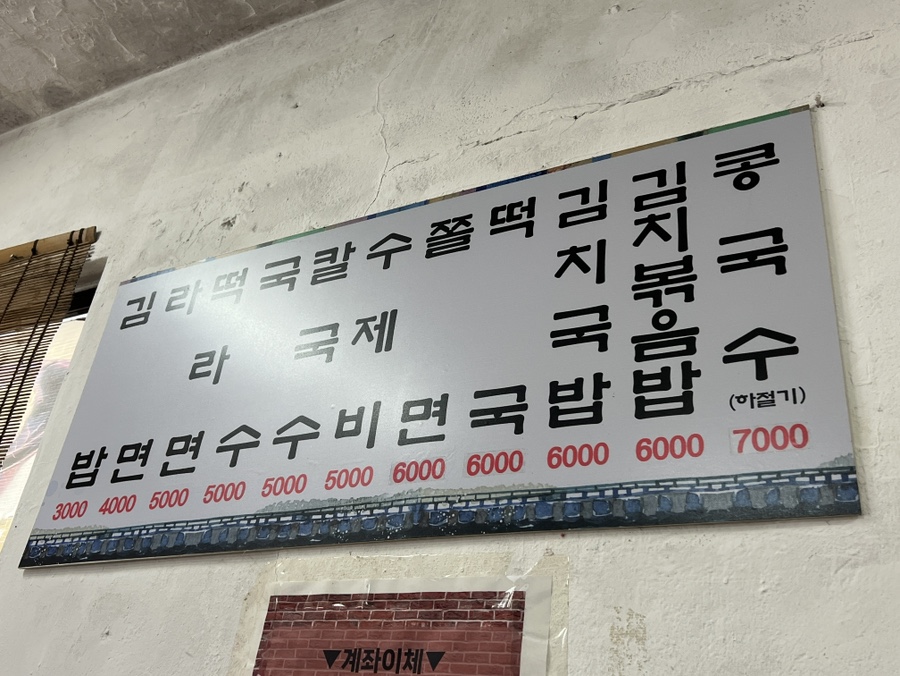 김밥
3000
라면
4000
떡라면
5000
국수
5000
칼국수
5000
수제비
5000
쫄면
6000
떡국
6000
김치국밥
6000
김치볶음밥
6000
콩국수
(하절기)
7000
▼계좌이체▼